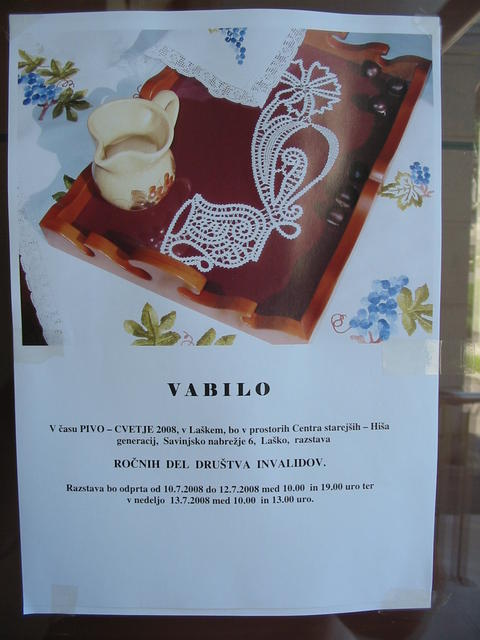 VABILO
V času PIVO – CVETJE 2008, v Laškem, bo v prostorih Centra starejših – Hiša
generacij, Savinjsko nabrežje 6, Laško, razstava
ROČNIH DEL DRUŠTVA INVALIDOV.
Razstava bo odprta od 10.7.2008 do 12.7.2008 med 10.00 in 19.00 uro ter
v nedeljo 13.7.2008 med 10.00 in 13.00 uro.